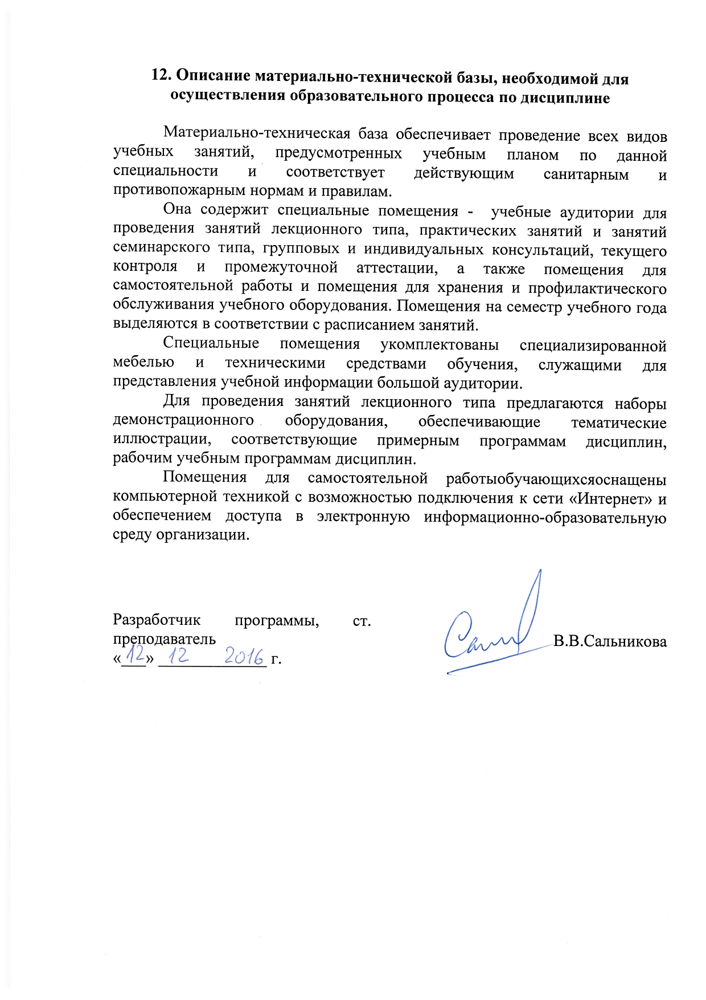 12. Описание материально-технической базы, необходимой для
осуществления образовательного процесса по дисциплине
Материально-техническая база обеспечивает проведение всех видов
учебных занятий, предусмотренных учебным планом по данной
специальности и соответствует действующим санитарным и
противопожарным нормам и правилам.
Она содержит специальные помещения - учебные аудитории для
проведения занятий лекционного типа, практических занятий и занятий
семинарского типа, групповых и индивидуальных консультаций, текущего
контроля и промежуточной аттестации, а также помещения для
самостоятельной работы и помещения для хранения и профилактического
обслуживания учебного оборудования. Помещения на семестр учебного года
выделяются в соответствии с расписанием занятий.
Специальные помещения укомплектованы специализированной
мебелью и техническими средствами обучения, служащими для
представления учебной информации большой аудитории.
Для проведения занятий лекционного типа предлагаются наборы
демонстрационного оборудования, обеспечивающие тематические
иллюстрации, соответствующие примерным программам дисциплин,
рабочим учебным программам дисциплин.
Помещения для самостоятельной работыобучающихсяоснащены
компьютерной техникой с возможностью подключения к сети «Интернет» и
обеспечением доступа в электронную информационно-образовательную
среду организации.
Разработчик программы, ст.
преподаватель В.В.Сальникова
«12» 12 2016 г.